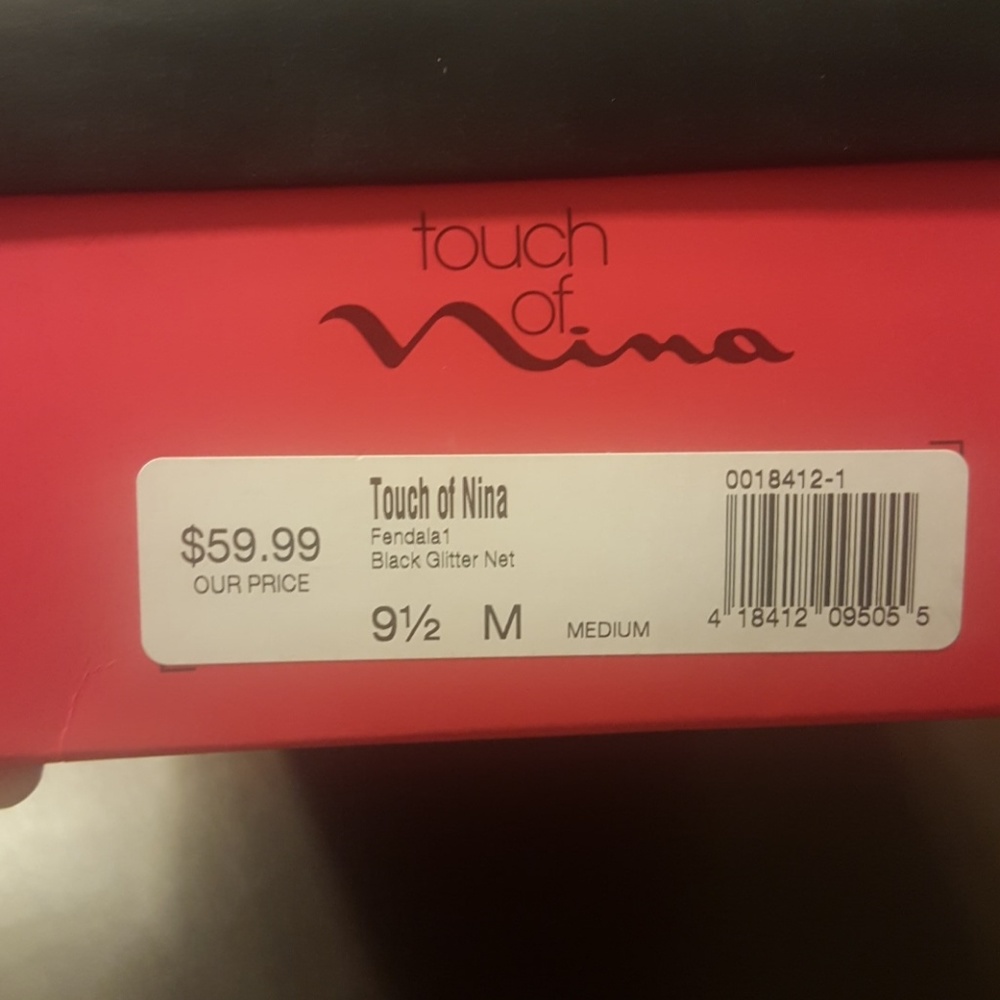 touch
of
Nina
$59.99
OUR PRICE
Touch of Nina
Fendala1
Black Glitter Net
9½ M MEDIUM
0018412-1
4 18412 09505 5